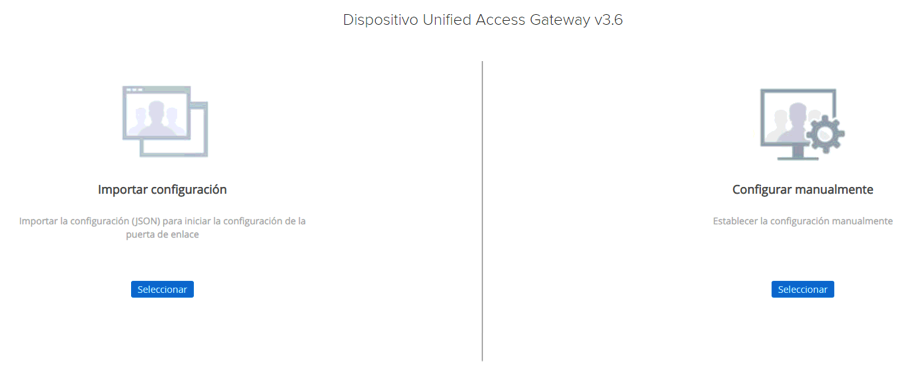 Dispositivo Unified Access Gateway v3.6
Importar configuración
Importar la configuración (JSON) para iniciar la configuración de la
puerta de enlace
Seleccionar
Configurar manualmente
Establecer la configuración manualmente
Seleccionar